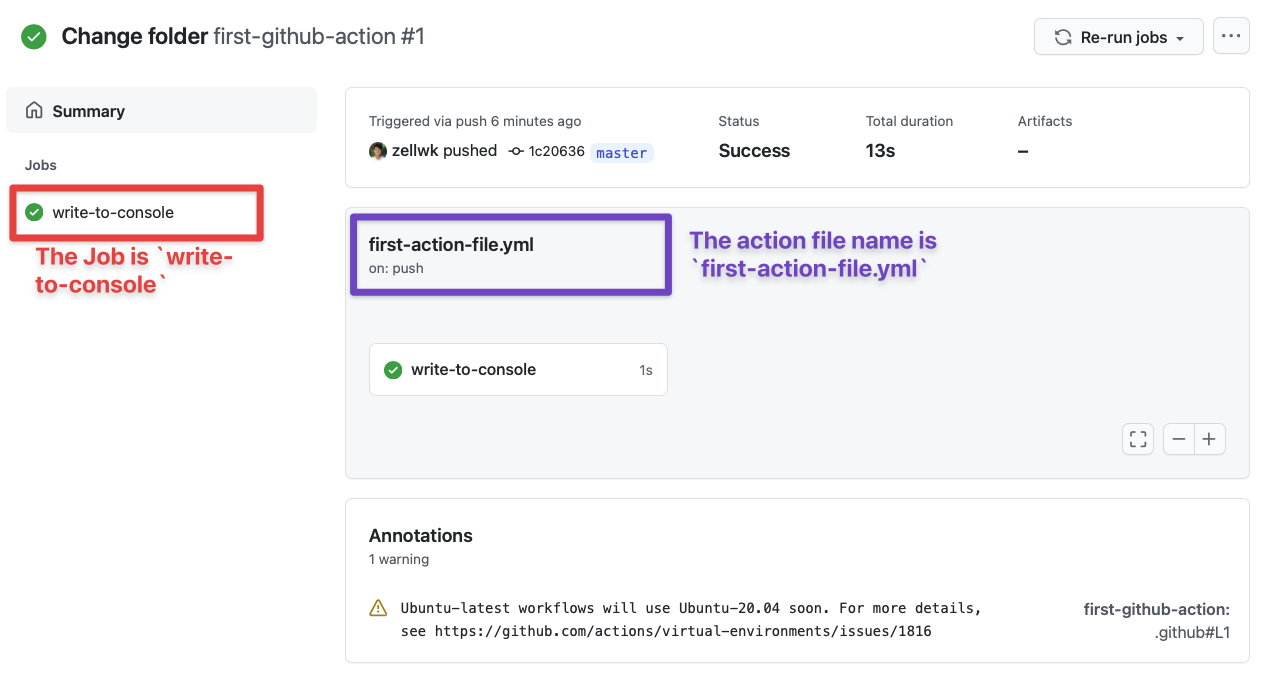 Change folder first-github-action #1
Re-run jobs
...
Summary
Jobs
write-to-console
The Job is `write-
to-console`
Triggered via push 6 minutes ago
zellwk pushed 1c20636 master
Status
Success
Total duration
13s
Artifacts
–
first-action-file.yml
on: push
The action file name is
`first-action-file.yml`
write-to-console 1s
Annotations
1 warning
Ubuntu-latest workflows will use Ubuntu-20.04 soon. For more details,
see https://github.com/actions/virtual-environments/issues/1816
first-github-action:
.github#L1